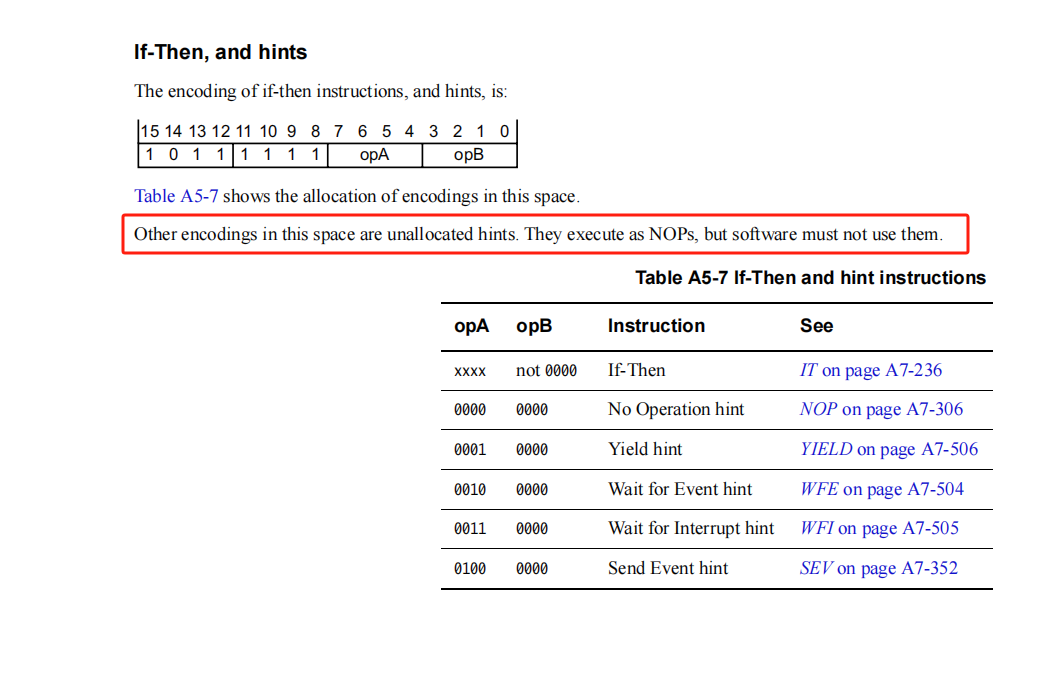 If-Then, and hints
The encoding of if-then instructions, and hints, is:
15 14 13 12 11 10 9 8 7 6 5 4 3 2 1 0
1 0 1 1 1 1 1 1 opA opB
Table A5-7 shows the allocation of encodings in this space.
Other encodings in this space are unallocated hints. They execute as NOPs, but software must not use them.
Table A5-7 If-Then and hint instructions
opA opB Instruction See
xxxx not 0000 If-Then IT on page A7-236
0000 0000 No Operation hint NOP on page A7-306
0001 0000 Yield hint YIELD on page A7-506
0010 0000 Wait for Event hint WFE on page A7-504
0011 0000 Wait for Interrupt hint WFI on page A7-505
0100 0000 Send Event hint SEV on page A7-352